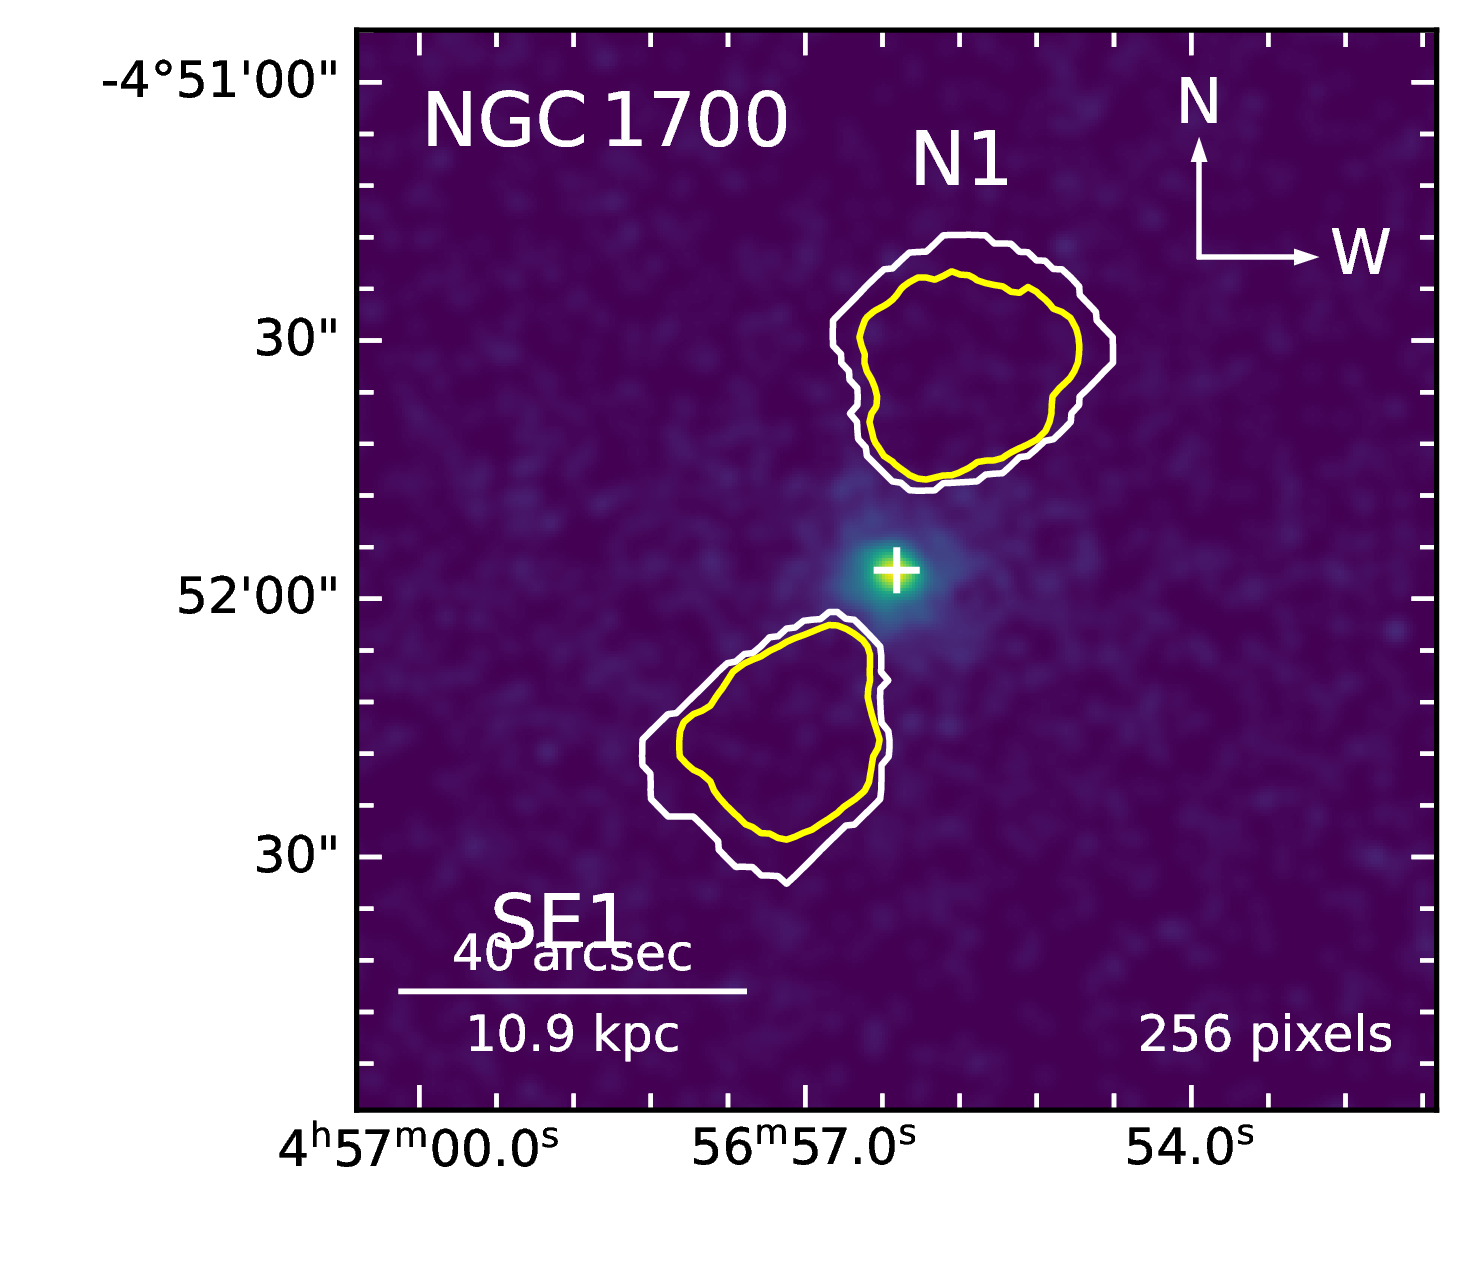 -4°51'00"
NGC 1700
N
N1
W
30"
52'00"
30"
SE1
40 arcsec
10.9 kpc
256 pixels
4ʰ57ᵐ00.0ˢ
56ᵐ57.0ˢ
54.0ˢ